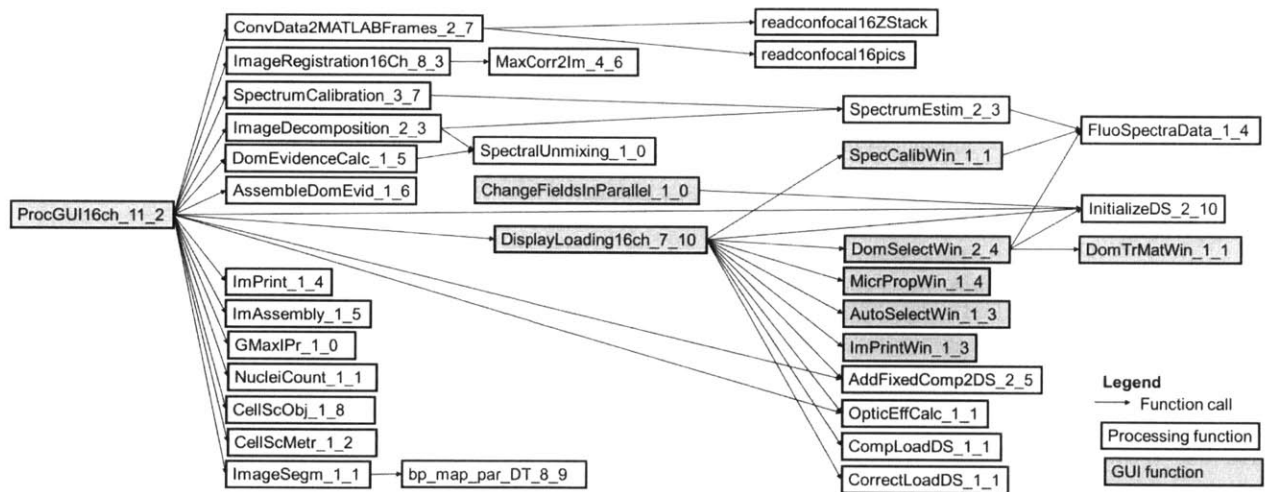 ConvData2MATLABFrames_2_7
readconfocal16ZStack
readconfocal16pics
ImageRegistration16Ch_8_3
MaxCorr2Im_4_6
SpectrumCalibration_3_7
SpectrumEstim_2_3
ImageDecomposition_2_3
FluoSpectraData_1_4
SpectralUnmixing_1_0
DomEvidenceCalc_1_5
SpecCalibWin_1_1
AssembleDomEvid_1_6
ChangeFieldsInParallel_1_0
ProcGUI16ch_11_2
InitializeDS_2_10
DisplayLoading16ch_7_10
DomSelectWin_2_4
DomTrMatWin_1_1
ImPrint_1_4
MicrPropWin_1_4
ImAssembly_1_5
AutoSelectWin_1_3
GMaxIPr_1_0
ImPrintWin_1_3
NucleiCount_1_1
AddFixedComp2DS_2_5
CellScObj_1_8
OpticEffCalc_1_1
CellScMetr_1_2
CompLoadDS_1_1
ImageSegm_1_1
bp_map_par_DT_8_9
CorrectLoadDS_1_1
Legend
Function call
Processing function
GUI function